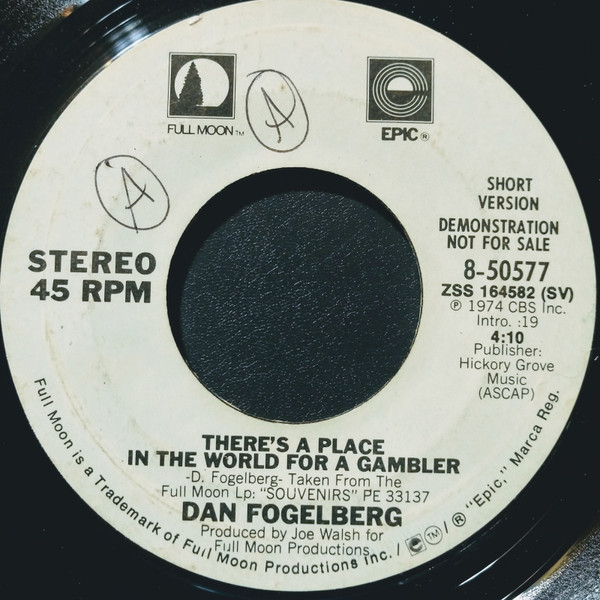 FULL MOON™
A
EPIC®
A
STEREO
45 RPM
SHORT
VERSION
DEMONSTRATION
NOT FOR SALE
8-50577
ZSS 164582 (SV)
℗ 1974 CBS Inc.
Intro. :19
4:10
Publisher:
Hickory Grove
Music
(ASCAP)
THERE'S A PLACE
IN THE WORLD FOR A GAMBLER
-D. Fogelberg- Taken From The
Full Moon Lp: "SOUVENIRS" PE 33137
DAN FOGELBERG
Produced by Joe Walsh for
Full Moon Productions
Full Moon is a Trademark of Full Moon Productions Inc. / e ™ / ® "Epic," Marca Reg.